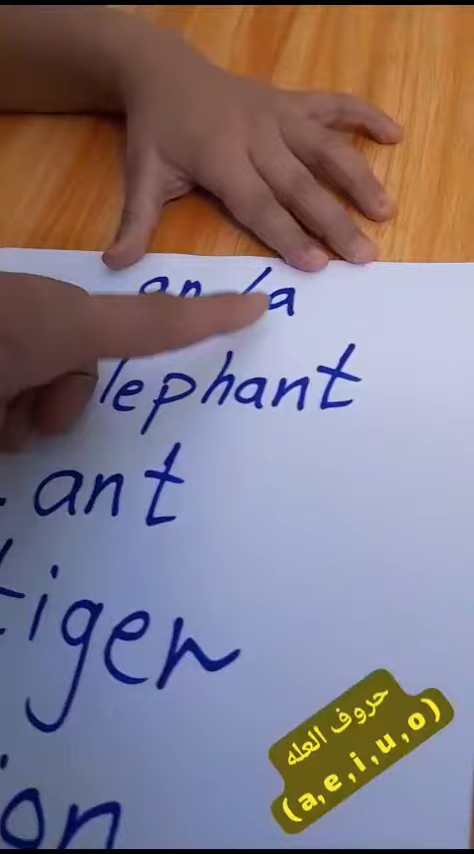 an/a
lephant
ant
tiger
on
حروف العله
(a, e, i, u, o)